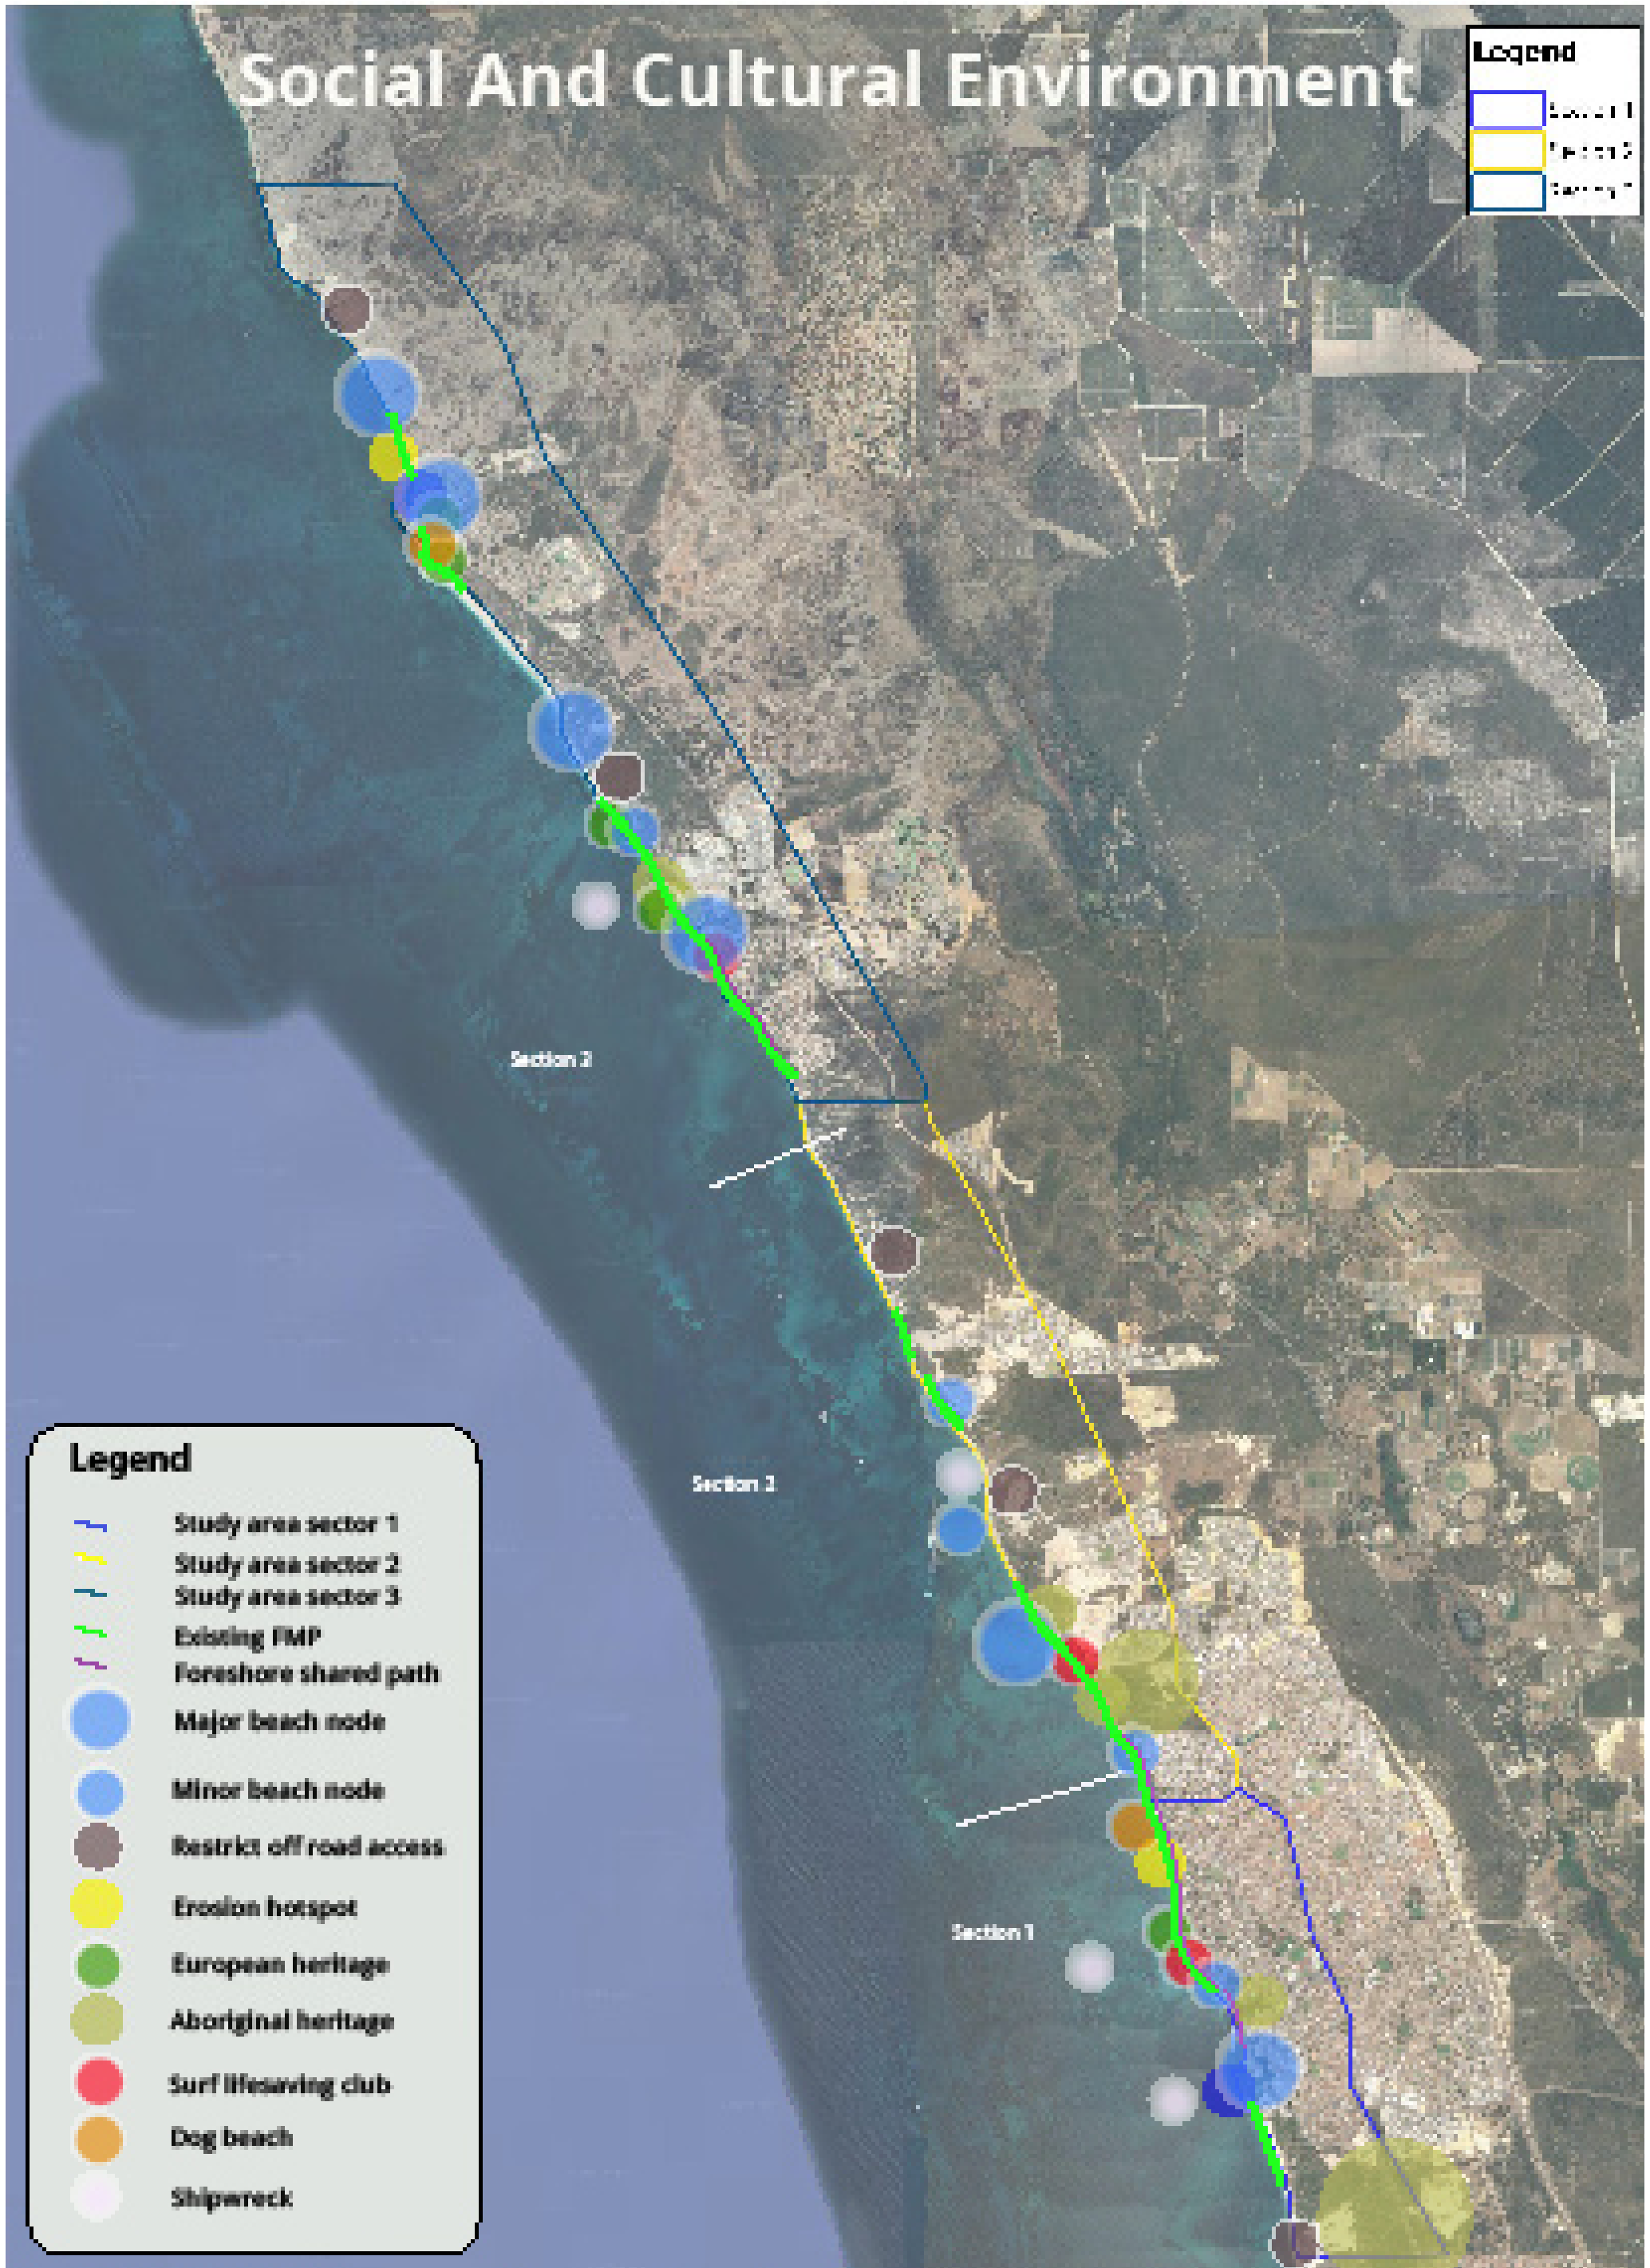 Social And Cultural Environment
Legend
Section 3
Section 2
Section 1
Legend
Study area sector 1
Study area sector 2
Study area sector 3
Existing FMP
Foreshore shared path
Major beach node
Minor beach node
Restrict off road access
Erosion hotspot
European heritage
Aboriginal heritage
Surf lifesaving club
Dog beach
Shipwreck